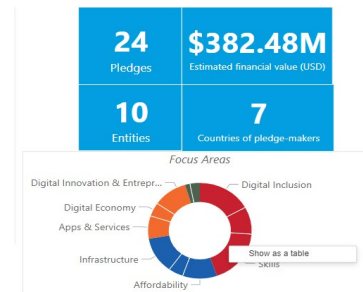 24
Pledges
$382.48M
Estimated financial value (USD)
10
Entities
7
Countries of pledge-makers
Focus Areas
Digital Innovation & Entrepr...
Digital Inclusion
Digital Economy
Apps & Services
Show as a table
Infrastructure
Skills
Affordability